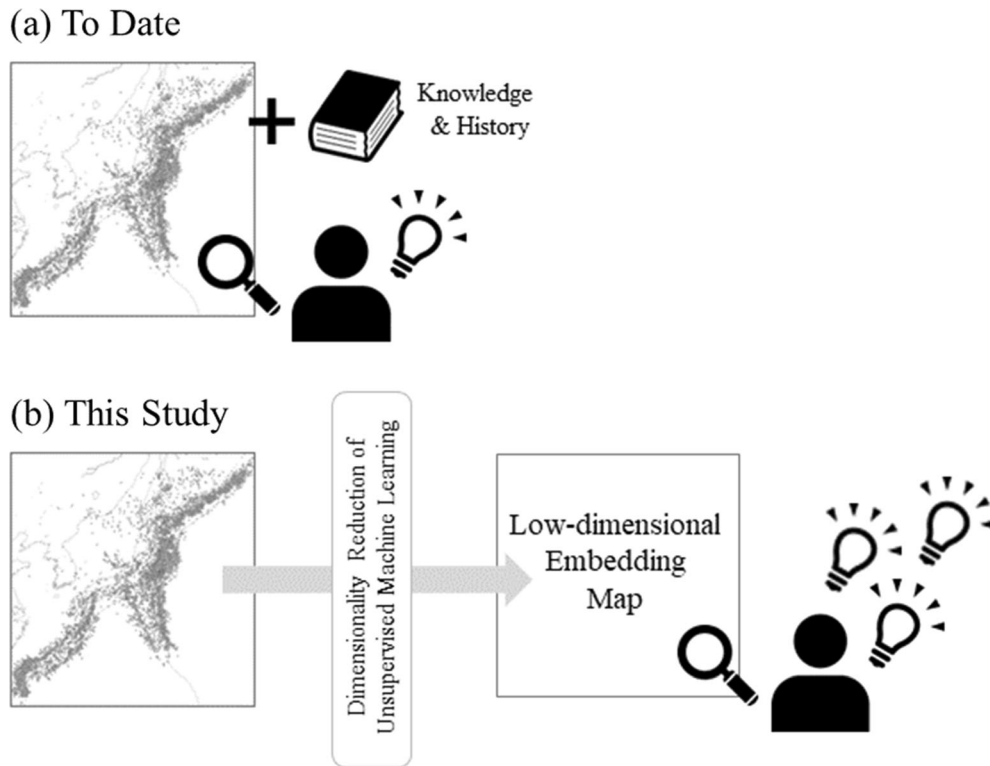 (a) To Date
Knowledge
& History
(b) This Study
Dimensionality Reduction of
Unsupervised Machine Learning
Low-dimensional
Embedding
Map